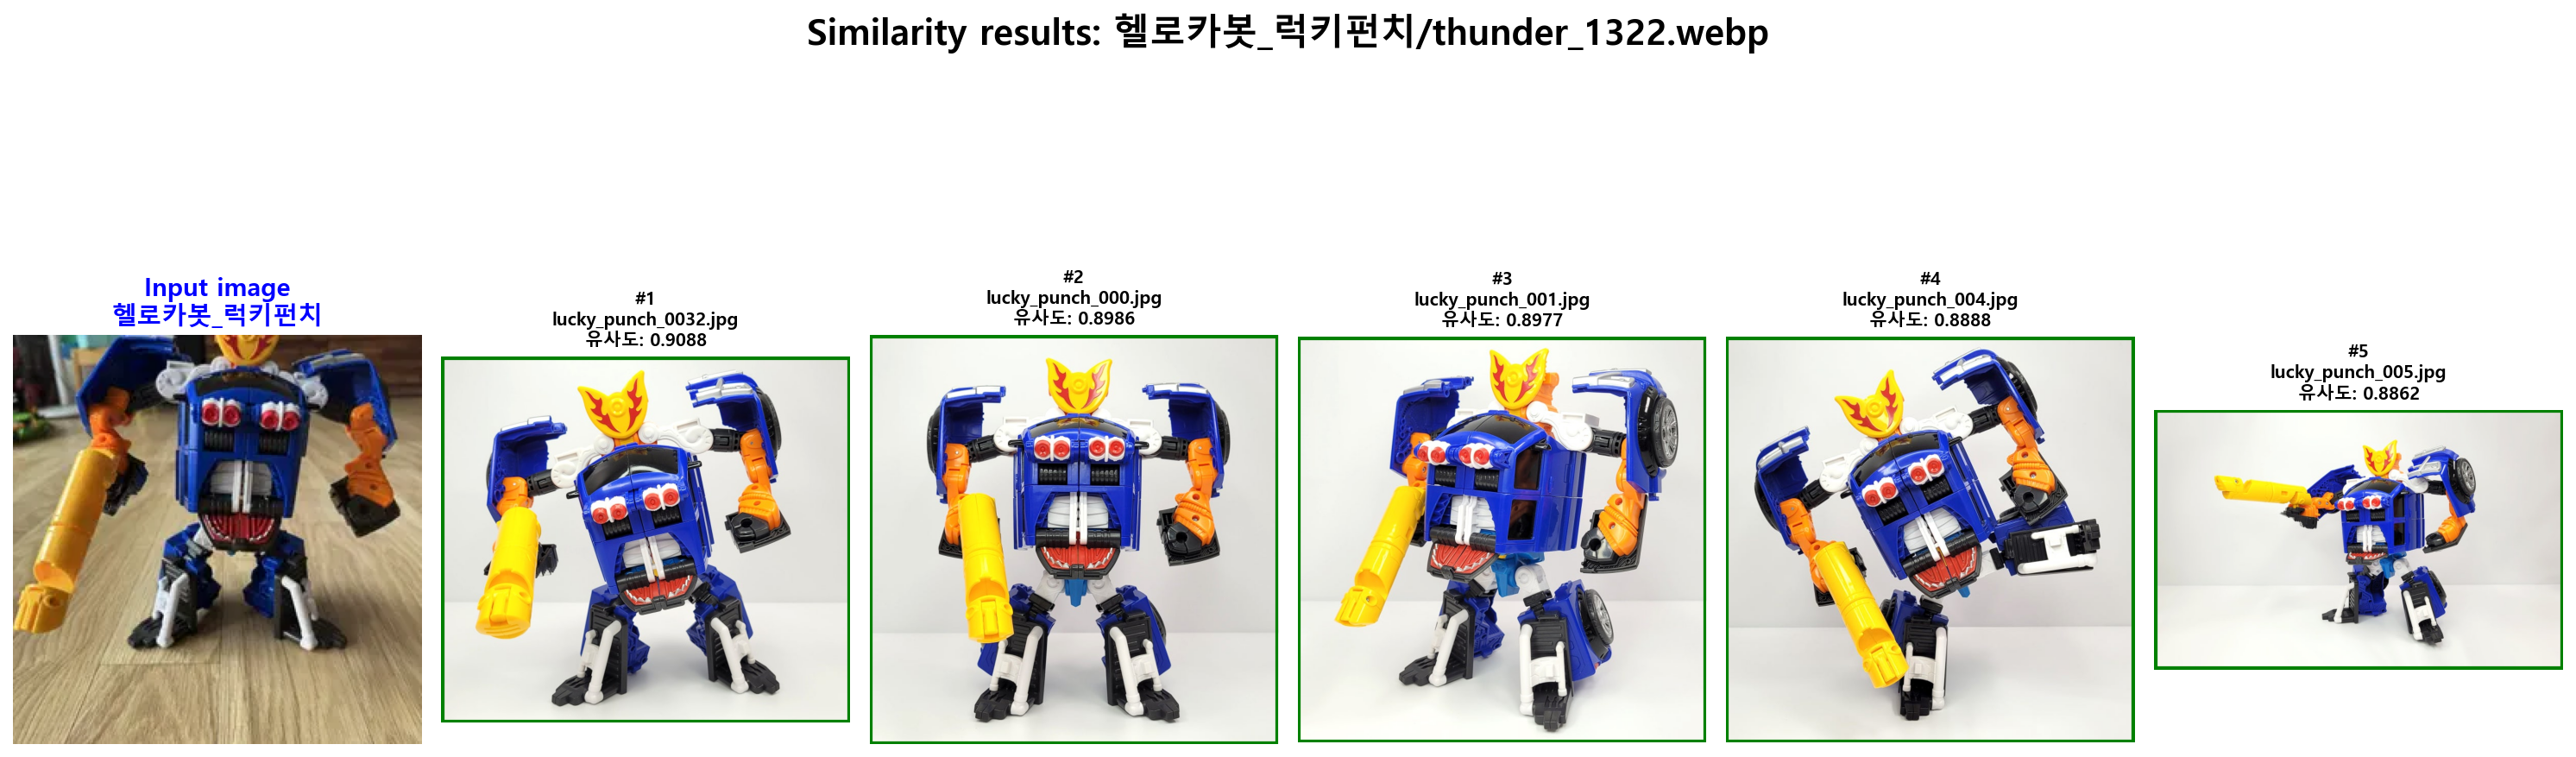 Similarity results: 헬로카봇_럭키펀치/thunder_1322.webp
Input image
헬로카봇_럭키펀치
#1
lucky_punch_0032.jpg
유사도: 0.9088
#2
lucky_punch_000.jpg
유사도: 0.8986
#3
lucky_punch_001.jpg
유사도: 0.8977
#4
lucky_punch_004.jpg
유사도: 0.8888
#5
lucky_punch_005.jpg
유사도: 0.8862